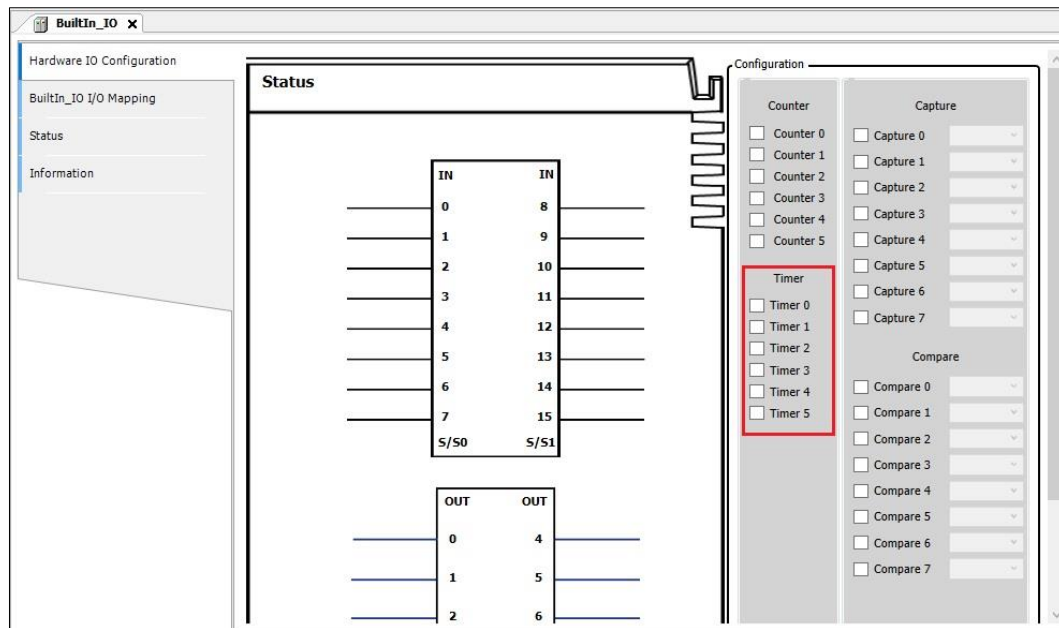 BuiltIn_IO X
Hardware IO Configuration
BuiltIn_IO I/O Mapping
Status
Information
Status
IN IN
0 8
1 9
2 10
3 11
4 12
5 13
6 14
7 15
S/S0 S/S1
OUT OUT
0 4
1 5
2 6
Configuration
Counter
Counter 0
Counter 1
Counter 2
Counter 3
Counter 4
Counter 5
Timer
Timer 0
Timer 1
Timer 2
Timer 3
Timer 4
Timer 5
Capture
Capture 0
Capture 1
Capture 2
Capture 3
Capture 4
Capture 5
Capture 6
Capture 7
Compare
Compare 0
Compare 1
Compare 2
Compare 3
Compare 4
Compare 5
Compare 6
Compare 7